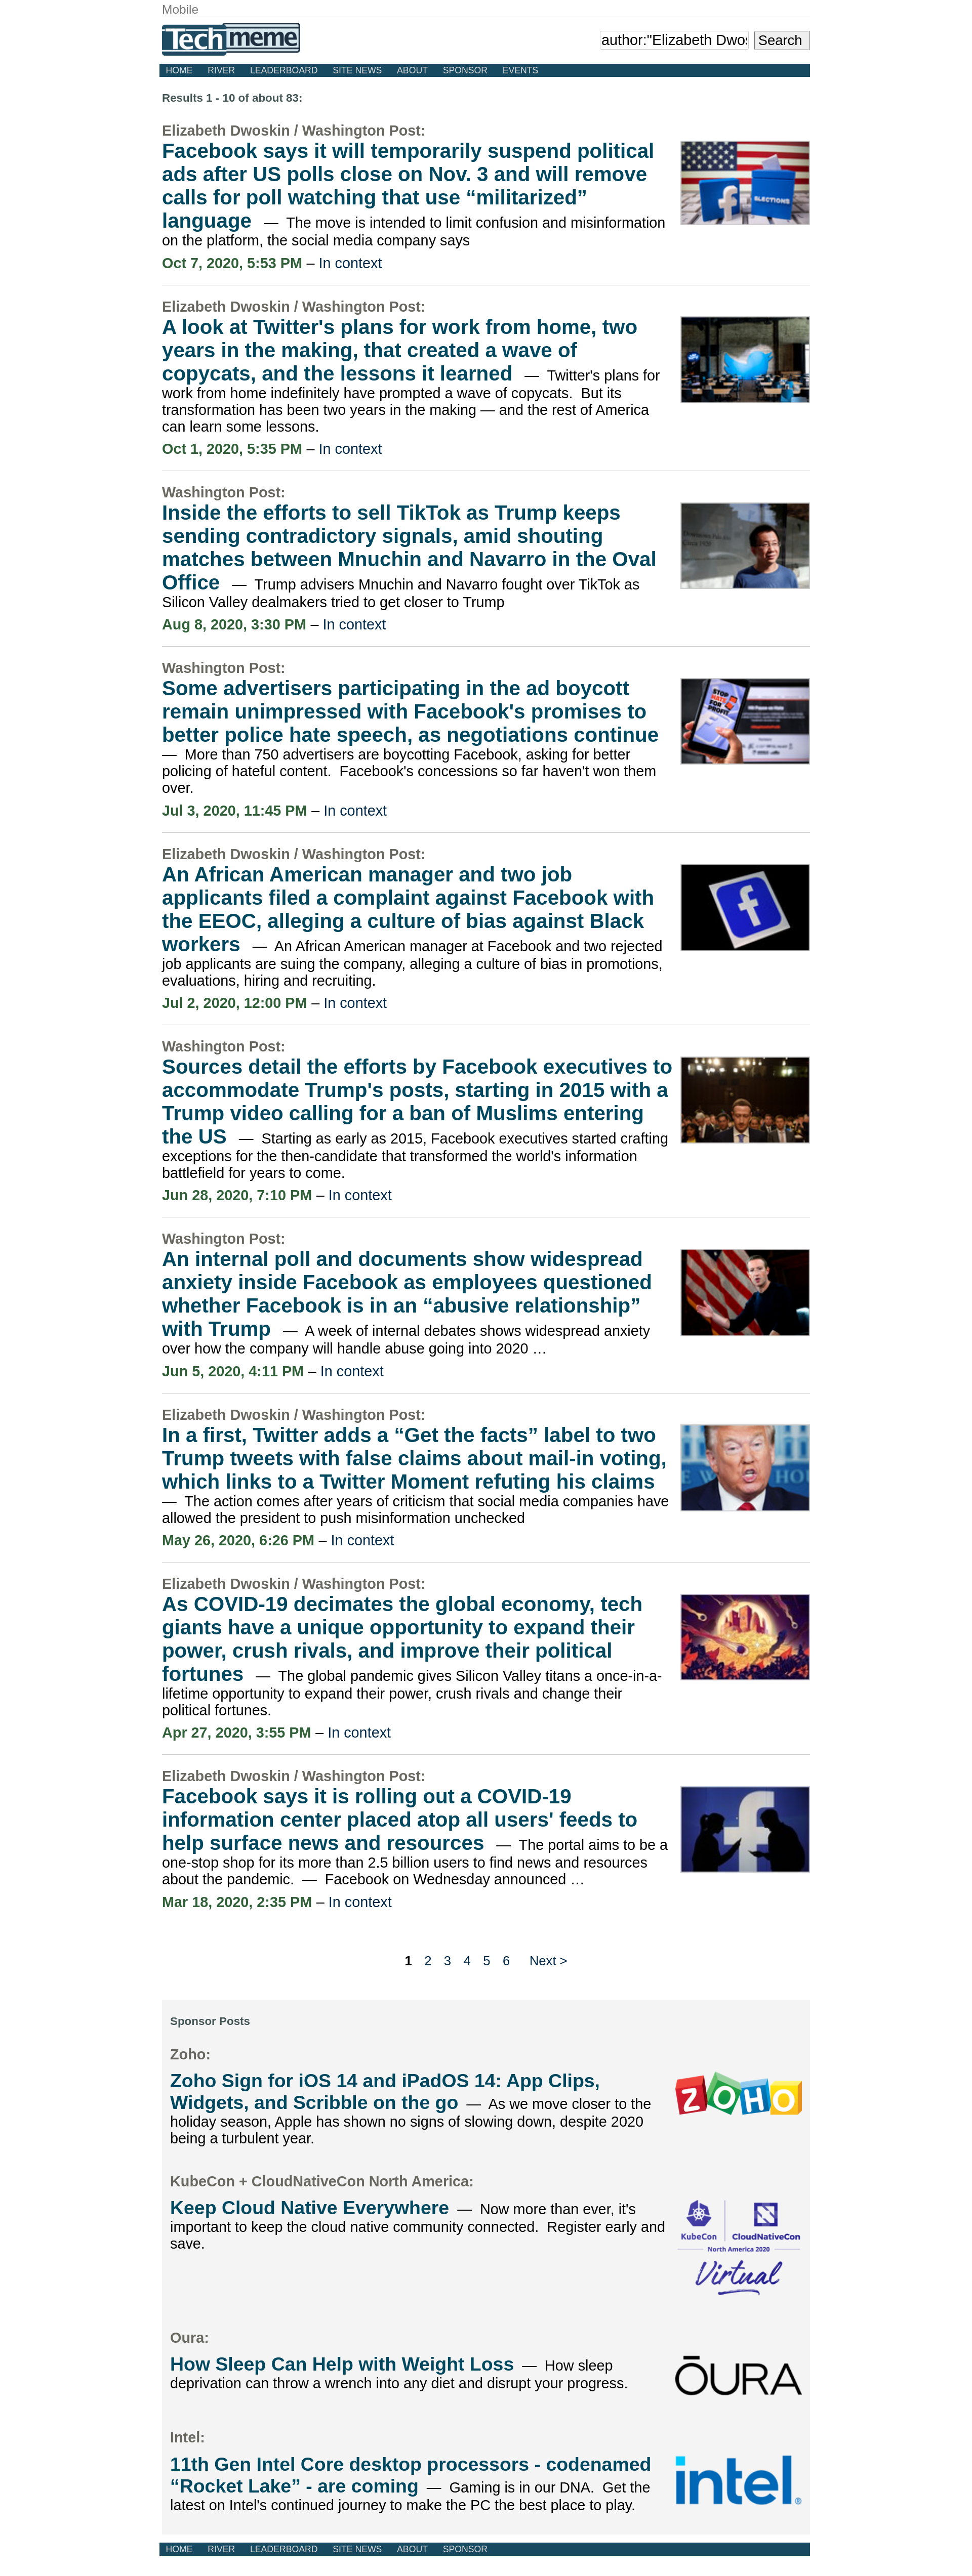 Mobile
Techmeme
author:"Elizabeth Dwos
Search
HOME RIVER LEADERBOARD SITE NEWS ABOUT SPONSOR EVENTS
Results 1 - 10 of about 83:
Elizabeth Dwoskin / Washington Post:
Facebook says it will temporarily suspend political
ads after US polls close on Nov. 3 and will remove
calls for poll watching that use “militarized”
language — The move is intended to limit confusion and misinformation
on the platform, the social media company says
Oct 7, 2020, 5:53 PM – In context
ELECTIONS
Elizabeth Dwoskin / Washington Post:
A look at Twitter's plans for work from home, two
years in the making, that created a wave of
copycats, and the lessons it learned — Twitter's plans for
work from home indefinitely have prompted a wave of copycats. But its
transformation has been two years in the making — and the rest of America
can learn some lessons.
Oct 1, 2020, 5:35 PM – In context
Washington Post:
Inside the efforts to sell TikTok as Trump keeps
sending contradictory signals, amid shouting
matches between Mnuchin and Navarro in the Oval
Office — Trump advisers Mnuchin and Navarro fought over TikTok as
Silicon Valley dealmakers tried to get closer to Trump
Aug 8, 2020, 3:30 PM – In context
Washington Post:
Some advertisers participating in the ad boycott
remain unimpressed with Facebook's promises to
better police hate speech, as negotiations continue
— More than 750 advertisers are boycotting Facebook, asking for better
policing of hateful content. Facebook's concessions so far haven't won them
over.
Jul 3, 2020, 11:45 PM – In context
Elizabeth Dwoskin / Washington Post:
An African American manager and two job
applicants filed a complaint against Facebook with
the EEOC, alleging a culture of bias against Black
workers — An African American manager at Facebook and two rejected
job applicants are suing the company, alleging a culture of bias in promotions,
evaluations, hiring and recruiting.
Jul 2, 2020, 12:00 PM – In context
Washington Post:
Sources detail the efforts by Facebook executives to
accommodate Trump's posts, starting in 2015 with a
Trump video calling for a ban of Muslims entering
the US — Starting as early as 2015, Facebook executives started crafting
exceptions for the then-candidate that transformed the world's information
battlefield for years to come.
Jun 28, 2020, 7:10 PM – In context
Washington Post:
An internal poll and documents show widespread
anxiety inside Facebook as employees questioned
whether Facebook is in an “abusive relationship”
with Trump — A week of internal debates shows widespread anxiety
over how the company will handle abuse going into 2020 …
Jun 5, 2020, 4:11 PM – In context
Elizabeth Dwoskin / Washington Post:
In a first, Twitter adds a “Get the facts” label to two
Trump tweets with false claims about mail-in voting,
which links to a Twitter Moment refuting his claims
— The action comes after years of criticism that social media companies have
allowed the president to push misinformation unchecked
May 26, 2020, 6:26 PM – In context
Elizabeth Dwoskin / Washington Post:
As COVID-19 decimates the global economy, tech
giants have a unique opportunity to expand their
power, crush rivals, and improve their political
fortunes — The global pandemic gives Silicon Valley titans a once-in-a-
lifetime opportunity to expand their power, crush rivals and change their
political fortunes.
Apr 27, 2020, 3:55 PM – In context
Elizabeth Dwoskin / Washington Post:
Facebook says it is rolling out a COVID-19
information center placed atop all users' feeds to
help surface news and resources — The portal aims to be a
one-stop shop for its more than 2.5 billion users to find news and resources
about the pandemic. — Facebook on Wednesday announced …
Mar 18, 2020, 2:35 PM – In context
1 2 3 4 5 6 Next >
Sponsor Posts
Zoho:
Zoho Sign for iOS 14 and iPadOS 14: App Clips,
Widgets, and Scribble on the go — As we move closer to the
holiday season, Apple has shown no signs of slowing down, despite 2020
being a turbulent year.
ZOHO
KubeCon + CloudNativeCon North America:
Keep Cloud Native Everywhere — Now more than ever, it's
important to keep the cloud native community connected. Register early and
save.
KubeCon CloudNativeCon
North America 2020
Virtual
Oura:
How Sleep Can Help with Weight Loss — How sleep
deprivation can throw a wrench into any diet and disrupt your progress.
ŌURA
Intel:
11th Gen Intel Core desktop processors - codenamed
“Rocket Lake” - are coming — Gaming is in our DNA. Get the
latest on Intel's continued journey to make the PC the best place to play.
intel®
HOME RIVER LEADERBOARD SITE NEWS ABOUT SPONSOR